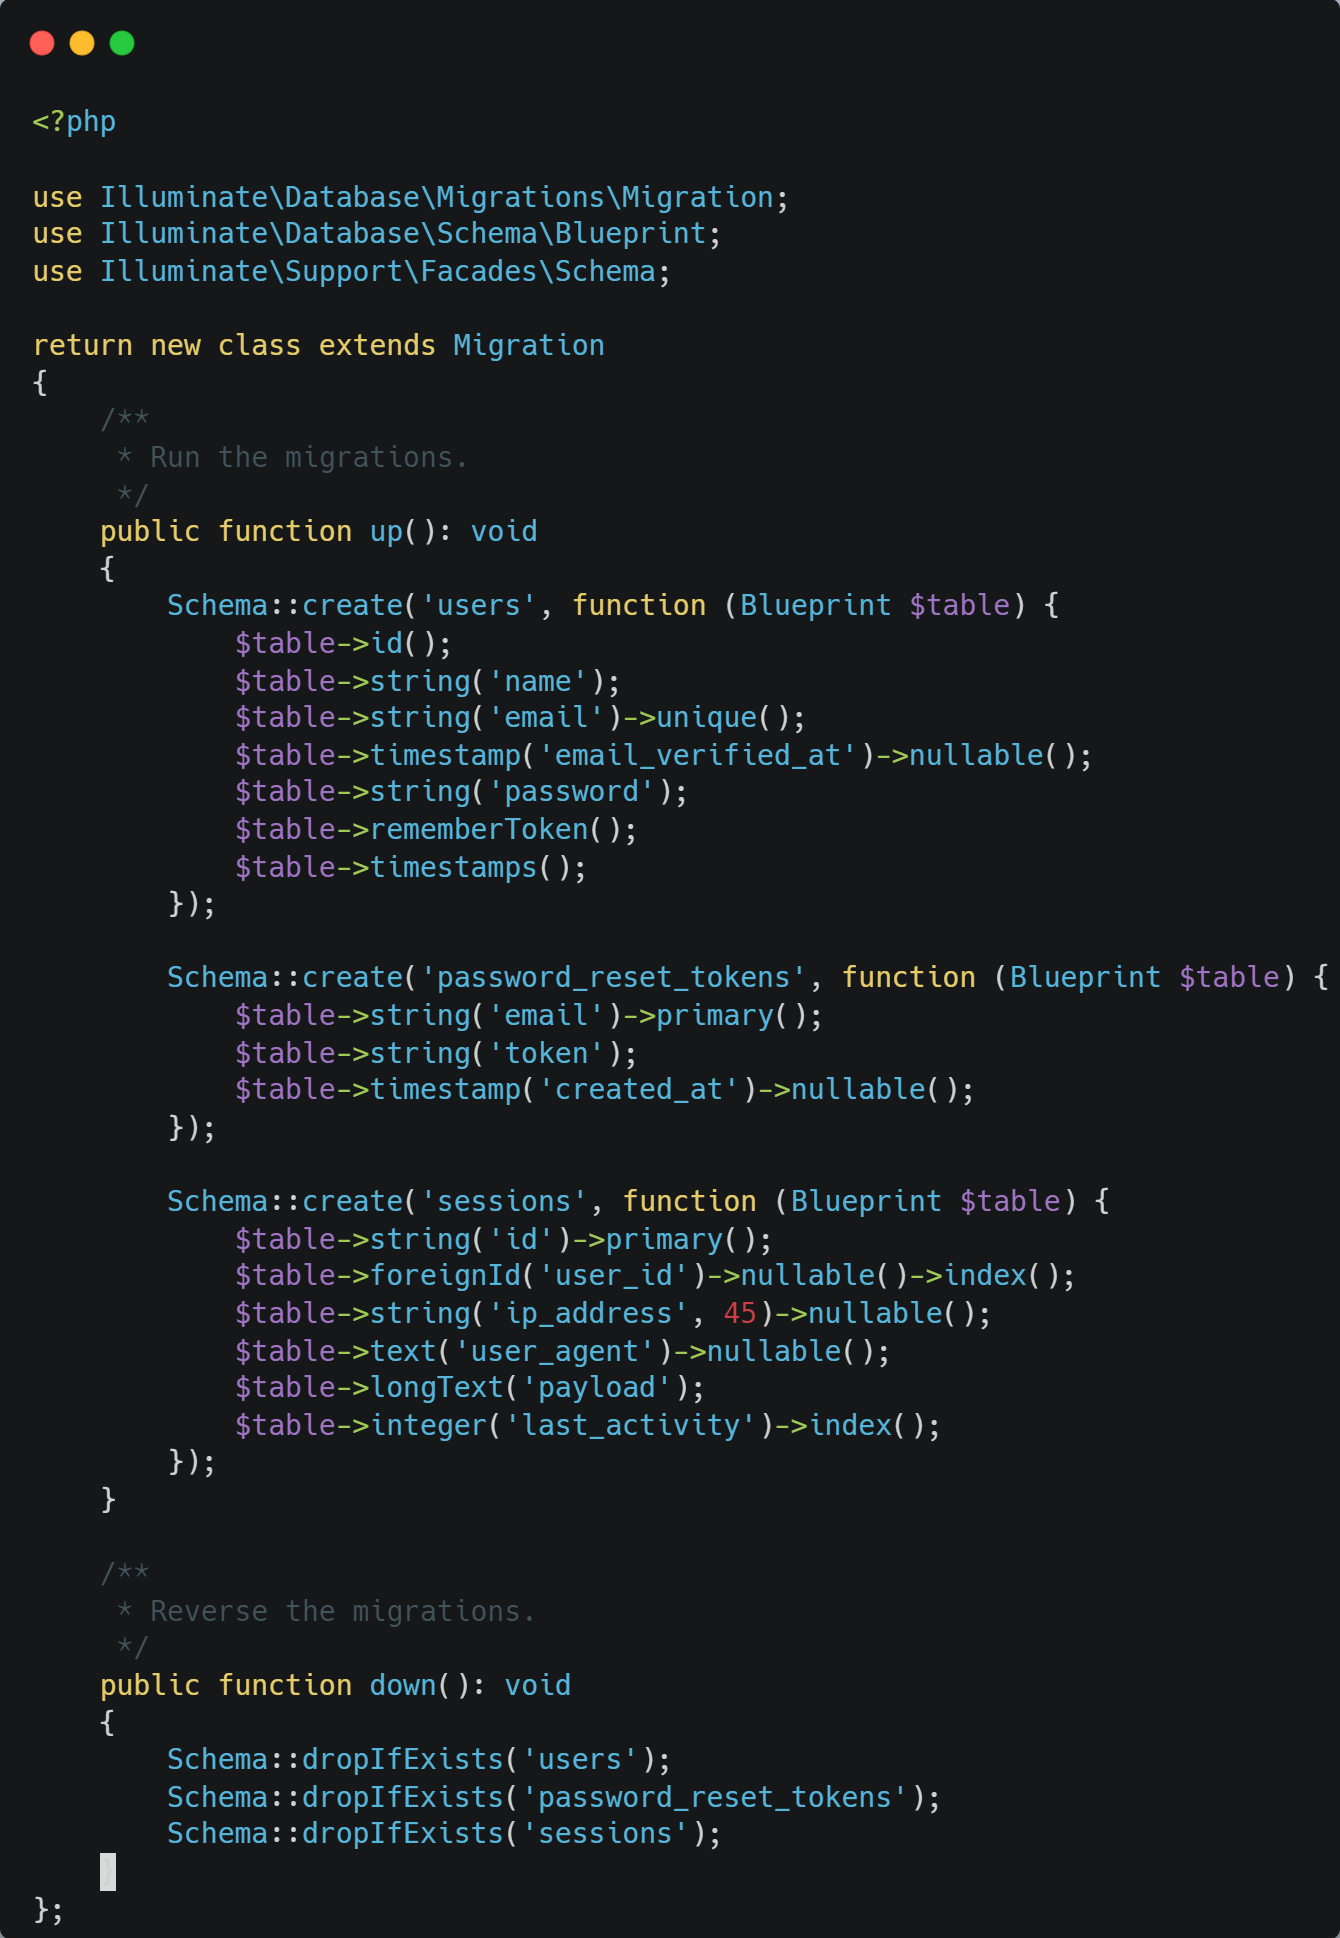 <?php

use Illuminate\Database\Migrations\Migration;
use Illuminate\Database\Schema\Blueprint;
use Illuminate\Support\Facades\Schema;

return new class extends Migration
{
    /**
     * Run the migrations.
     */
    public function up(): void
    {
        Schema::create('users', function (Blueprint $table) {
            $table->id();
            $table->string('name');
            $table->string('email')->unique();
            $table->timestamp('email_verified_at')->nullable();
            $table->string('password');
            $table->rememberToken();
            $table->timestamps();
        });

        Schema::create('password_reset_tokens', function (Blueprint $table) {
            $table->string('email')->primary();
            $table->string('token');
            $table->timestamp('created_at')->nullable();
        });

        Schema::create('sessions', function (Blueprint $table) {
            $table->string('id')->primary();
            $table->foreignId('user_id')->nullable()->index();
            $table->string('ip_address', 45)->nullable();
            $table->text('user_agent')->nullable();
            $table->longText('payload');
            $table->integer('last_activity')->index();
        });
    }

    /**
     * Reverse the migrations.
     */
    public function down(): void
    {
        Schema::dropIfExists('users');
        Schema::dropIfExists('password_reset_tokens');
        Schema::dropIfExists('sessions');
    }
};